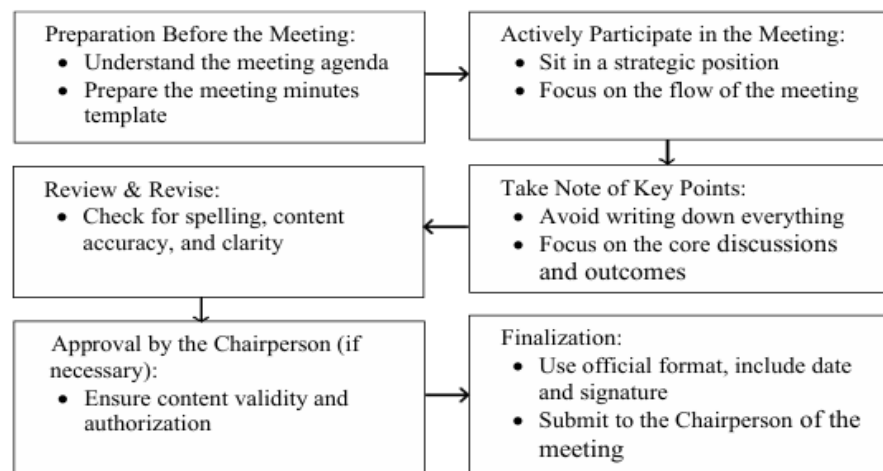 Preparation Before the Meeting:
• Understand the meeting agenda
• Prepare the meeting minutes
template
Actively Participate in the Meeting:
• Sit in a strategic position
• Focus on the flow of the meeting
Take Note of Key Points:
• Avoid writing down everything
• Focus on the core discussions
and outcomes
Review & Revise:
• Check for spelling, content
accuracy, and clarity
Approval by the Chairperson (if
necessary):
• Ensure content validity and
authorization
Finalization:
• Use official format, include date
and signature
• Submit to the Chairperson of the
meeting